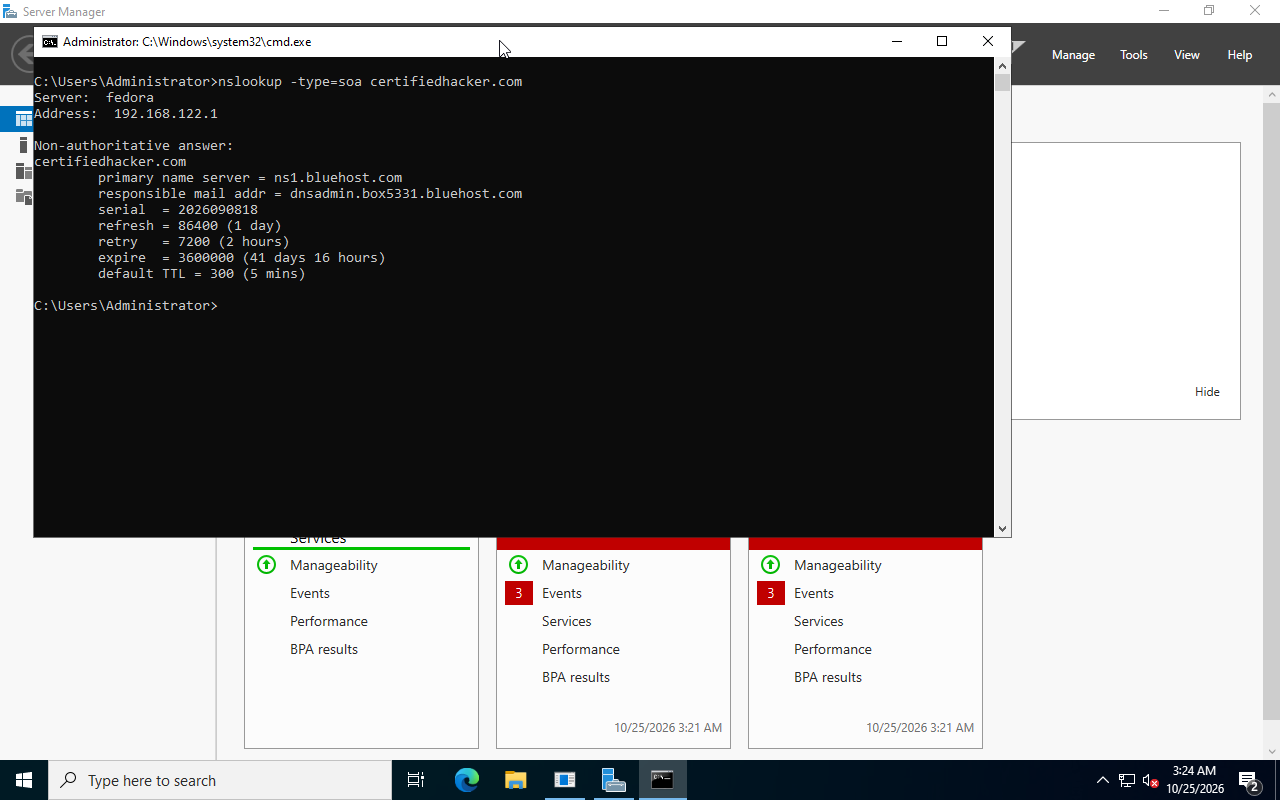 Server Manager
Administrator: C:\Windows\system32\cmd.exe
Manage Tools View Help
C:\Users\Administrator>nslookup -type=soa certifiedhacker.com
Server:  fedora
Address:  192.168.122.1
Non-authoritative answer:
certifiedhacker.com
primary name server = ns1.bluehost.com
responsible mail addr = dnsadmin.box5331.bluehost.com
serial  = 2026090818
refresh = 86400 (1 day)
retry   = 7200 (2 hours)
expire  = 3600000 (41 days 16 hours)
default TTL = 300 (5 mins)
C:\Users\Administrator>
Hide
Services
Manageability
Events
Performance
BPA results
Manageability
3 Events
Services
Performance
BPA results
10/25/2026 3:21 AM
Manageability
3 Events
Services
Performance
BPA results
10/25/2026 3:21 AM
Type here to search
3:24 AM
10/25/2026
2